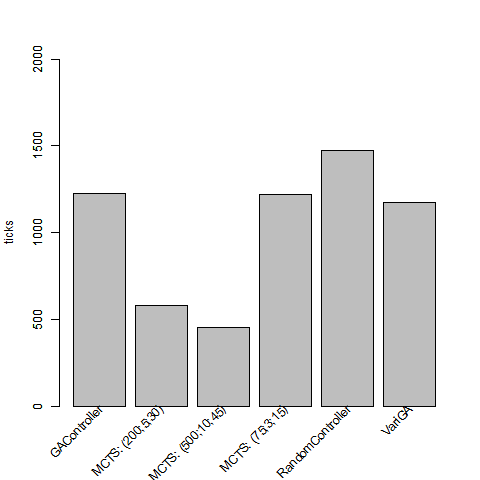 2000
1500
1000
500
0
ticks
GAController
MCTS: (200;5;30)
MCTS: (500;10;45)
MCTS: (75;3;15)
RandomController
VariGA